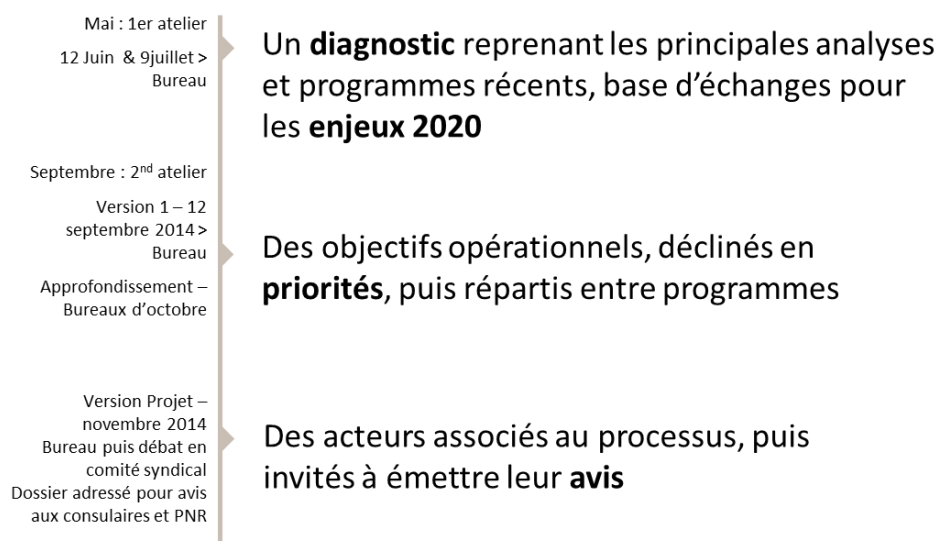 Mai : 1er atelier
12 Juin & 9juillet >
Bureau
Un diagnostic reprenant les principales analyses
et programmes récents, base d’échanges pour
les enjeux 2020
Septembre : 2nd atelier
Version 1 – 12
septembre 2014 >
Bureau
Approfondissement –
Bureaux d’octobre
Des objectifs opérationnels, déclinés en
priorités, puis répartis entre programmes
Version Projet –
novembre 2014
Bureau puis débat en
comité syndical
Dossier adressé pour avis
aux consulaires et PNR
Des acteurs associés au processus, puis
invités à émettre leur avis